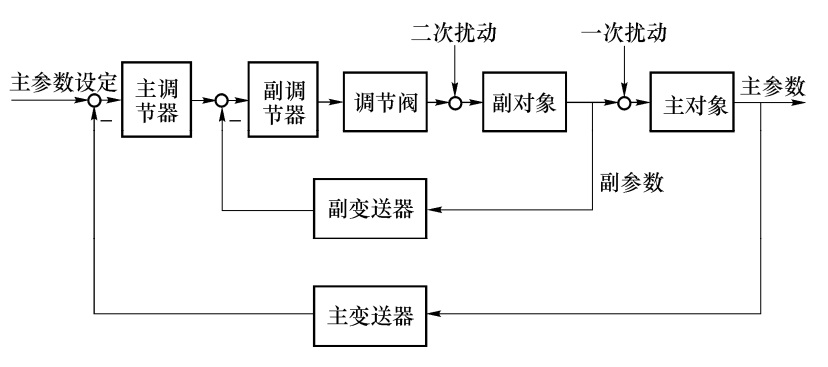 二次扰动
一次扰动
主参数设定
主调
节器
副调
节器
调节阀
副对象
主对象
主参数
副参数
副变送器
主变送器